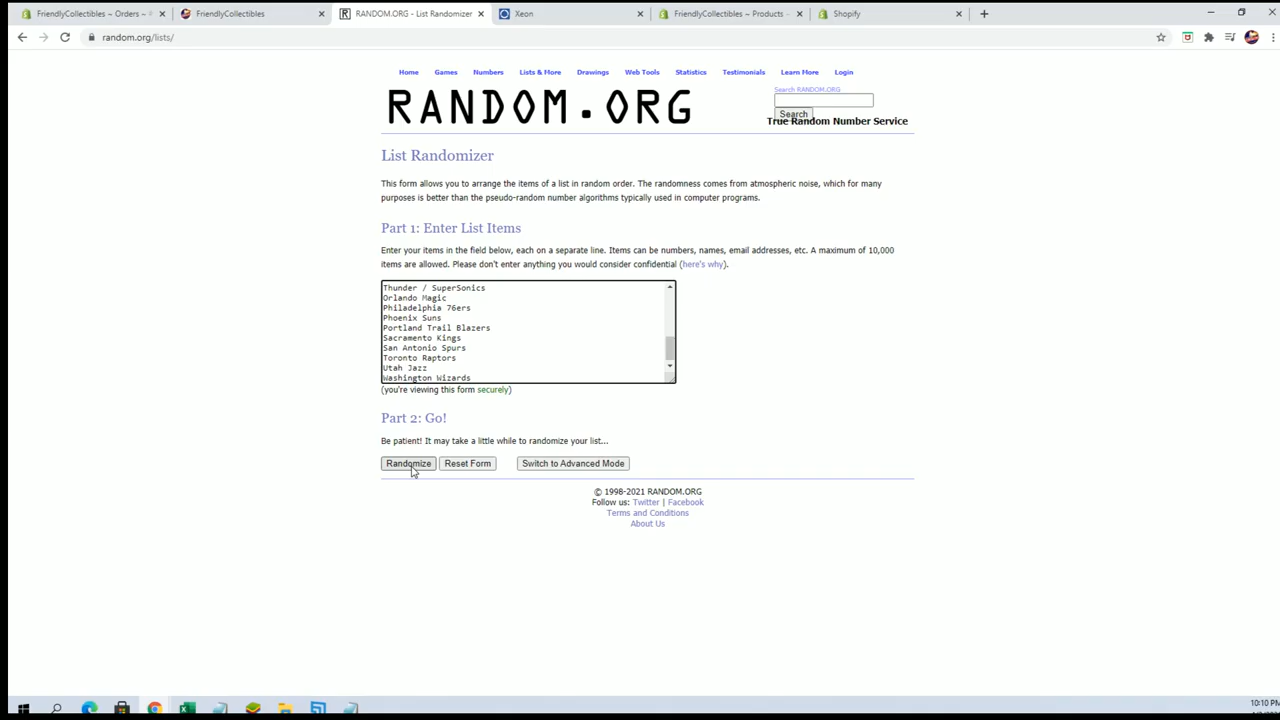 FriendlyCollectibles ~ Orders ~
FriendlyCollectibles
RANDOM.ORG - List Randomizer
Xeon
FriendlyCollectibles ~ Products ~
Shopify
random.org/lists/
Home Games Numbers Lists & More Drawings Web Tools Statistics Testimonials Learn More Login
RANDOM.ORG
Search RANDOM.ORG
Search
True Random Number Service
List Randomizer
This form allows you to arrange the items of a list in random order. The randomness comes from atmospheric noise, which for many
purposes is better than the pseudo-random number algorithms typically used in computer programs.
Part 1: Enter List Items
Enter your items in the field below, each on a separate line. Items can be numbers, names, email addresses, etc. A maximum of 10,000
items are allowed. Please don't enter anything you would consider confidential (here's why).
Thunder / SuperSonics
Orlando Magic
Philadelphia 76ers
Phoenix Suns
Portland Trail Blazers
Sacramento Kings
San Antonio Spurs
Toronto Raptors
Utah Jazz
Washington Wizards
(you're viewing this form securely)
Part 2: Go!
Be patient! It may take a little while to randomize your list...
Randomize Reset Form Switch to Advanced Mode
© 1998-2021 RANDOM.ORG
Follow us: Twitter | Facebook
Terms and Conditions
About Us
10:10 PM